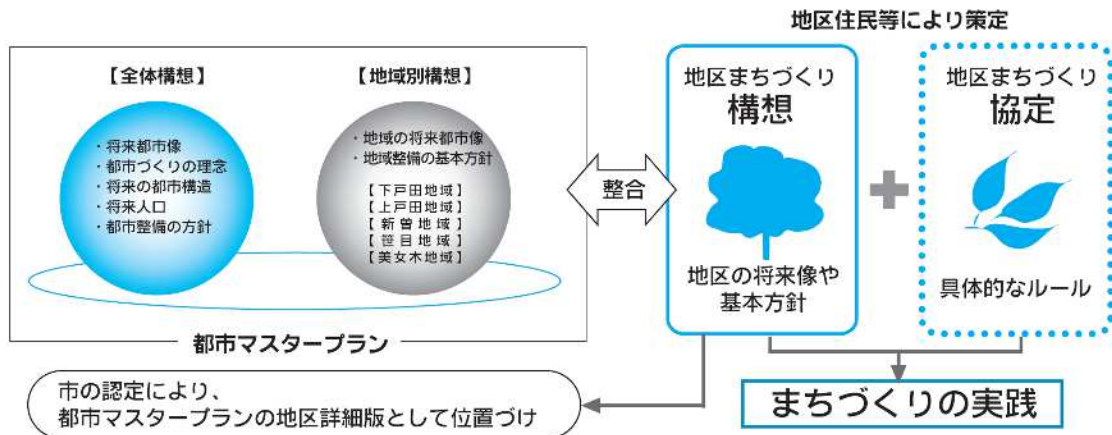 地区住民等により策定
【全体構想】
・将来都市像
・都市づくりの理念
・将来の都市構造
・将来人口
・都市整備の方針
【地域別構想】
・地域の将来都市像
・地域整備の基本方針
【下戸田地域】
【上戸田地域】
【新曽地域】
【笹目地域】
【美女木地域】
都市マスタープラン
整合
地区まちづくり
構想
地区の将来像や
基本方針
地区まちづくり
協定
具体的なルール
市の認定により、
都市マスタープランの地区詳細版として位置づけ
まちづくりの実践